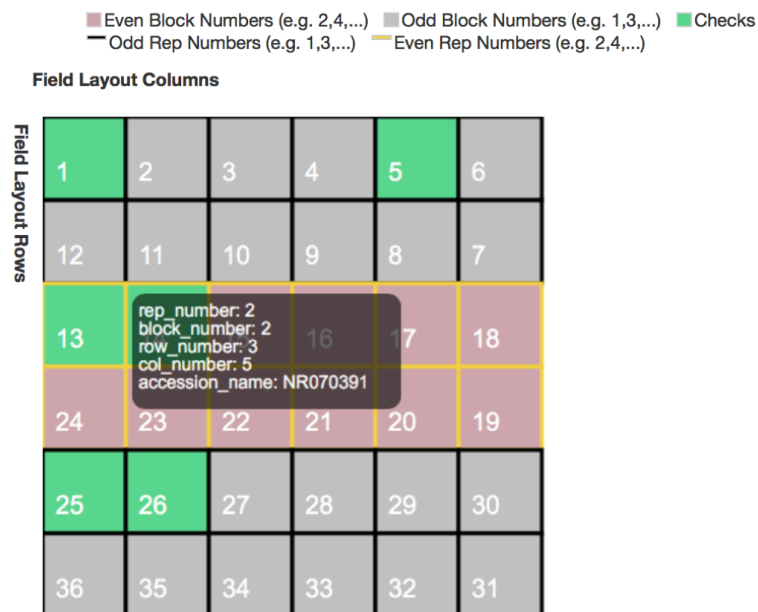 Even Block Numbers (e.g. 2,4,...) Odd Block Numbers (e.g. 1,3,...) Checks
Odd Rep Numbers (e.g. 1,3,...) Even Rep Numbers (e.g. 2,4,...)
Field Layout Columns
Field Layout Rows
1 2 3 4 5 6
12 11 10 9 8 7
13 14 15 16 17 18
rep_number: 2
block_number: 2
row_number: 3
col_number: 5
accession_name: NR070391
24 23 22 21 20 19
25 26 27 28 29 30
36 35 34 33 32 31